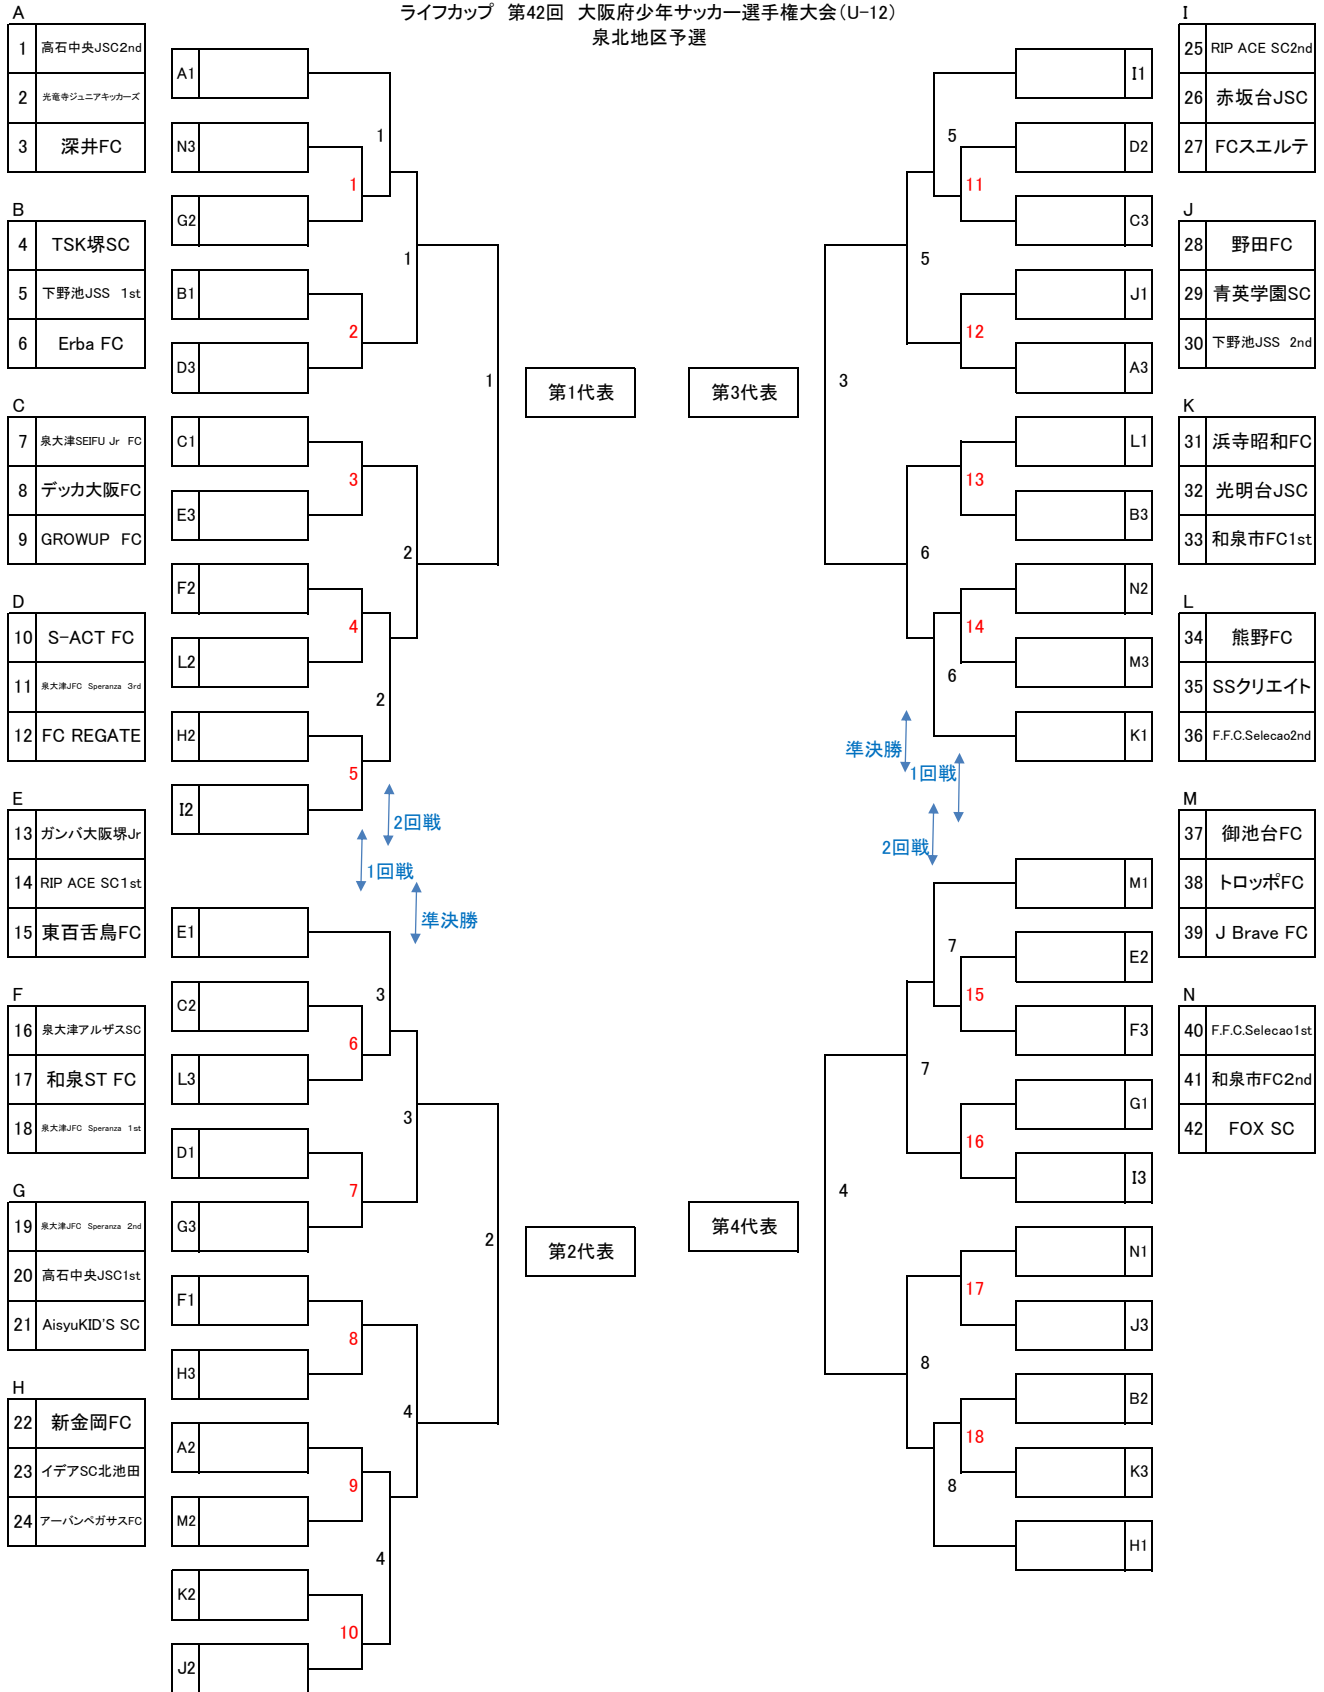 ライフカップ 第42回 大阪府少年サッカー選手権大会(U-12)
泉北地区予選
A
1 高石中央JSC2nd
2 光竜寺ジュニアキッカーズ
3 深井FC
B
4 TSK堺SC
5 下野池JSS 1st
6 Erba FC
C
7 泉大津SEIFU Jr FC
8 デッカ大阪FC
9 GROWUP FC
D
10 S-ACT FC
11 泉大津JFC Speranza 3rd
12 FC REGATE
E
13 ガンバ大阪堺Jr
14 RIP ACE SC1st
15 東百舌鳥FC
F
16 泉大津アルザスSC
17 和泉ST FC
18 泉大津JFC Speranza 1st
G
19 泉大津JFC Speranza 2nd
20 高石中央JSC1st
21 AisyuKID'S SC
H
22 新金岡FC
23 イデアSC北池田
24 アーバンペガサスFC
A1
N3
G2
B1
D3
C1
E3
F2
L2
H2
I2
1
1
2
1
3
4
5
2
2
1
第1代表
2回戦
1回戦
準決勝
E1
C2
L3
D1
G3
F1
H3
A2
M2
K2
J2
3
6
7
3
8
9
10
4
4
2
第2代表
I1
D2
C3
J1
A3
L1
B3
N2
M3
K1
5
11
12
5
13
14
6
6
3
第3代表
準決勝
1回戦
2回戦
M1
E2
F3
G1
I3
N1
J3
B2
K3
H1
7
15
16
7
17
18
8
8
4
第4代表
I
25 RIP ACE SC2nd
26 赤坂台JSC
27 FCスエルテ
J
28 野田FC
29 青英学園SC
30 下野池JSS 2nd
K
31 浜寺昭和FC
32 光明台JSC
33 和泉市FC1st
L
34 熊野FC
35 SSクリエイト
36 F.F.C.Selecao2nd
M
37 御池台FC
38 トロッポFC
39 J Brave FC
N
40 F.F.C.Selecao1st
41 和泉市FC2nd
42 FOX SC